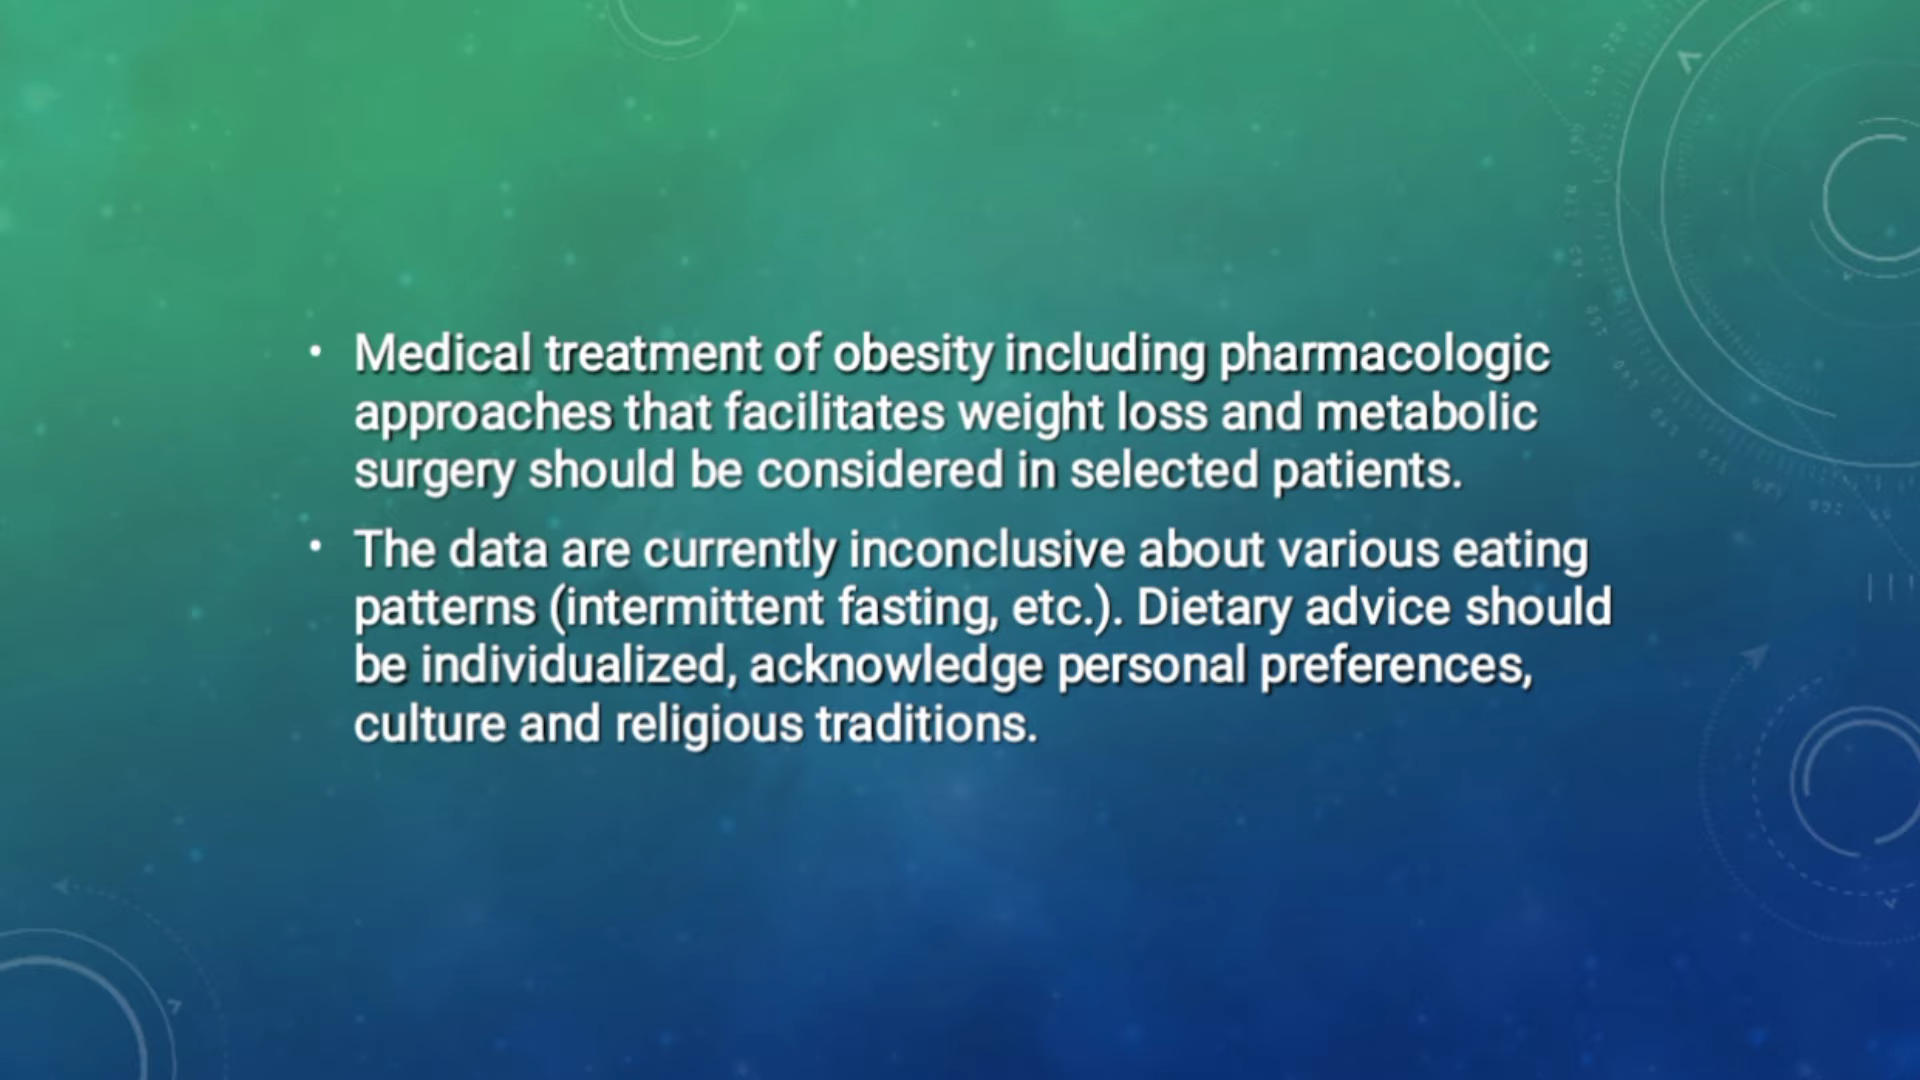 • Medical treatment of obesity including pharmacologic
approaches that facilitates weight loss and metabolic
surgery should be considered in selected patients.
• The data are currently inconclusive about various eating
patterns (intermittent fasting, etc.). Dietary advice should
be individualized, acknowledge personal preferences,
culture and religious traditions.